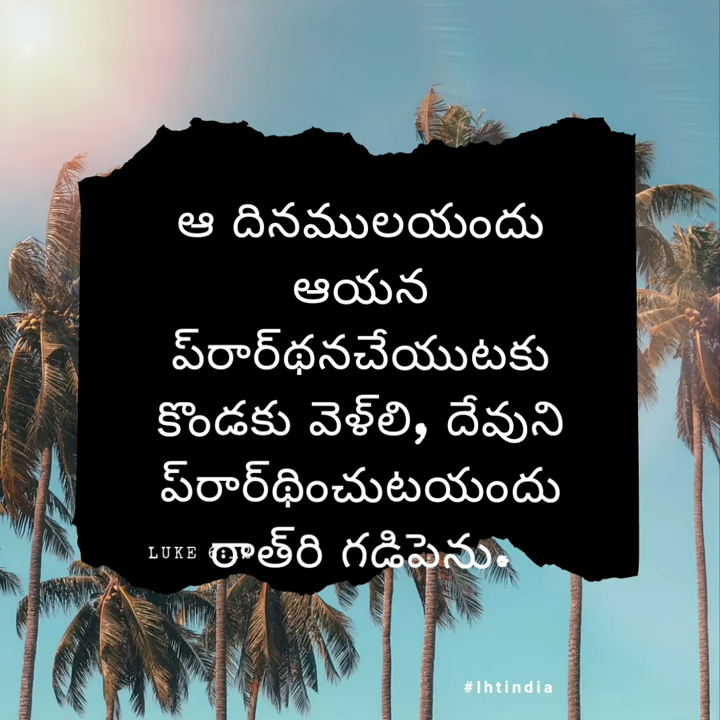 ఆ దినములయందు
ఆయన
ప్‌రార్‌థనచేయుటకు
కొండకు వెళ్‌లి, దేవుని
ప్‌రార్‌థించుటయందు
రాత్‌రి గడిపెను.
LUKE
#lhtindia